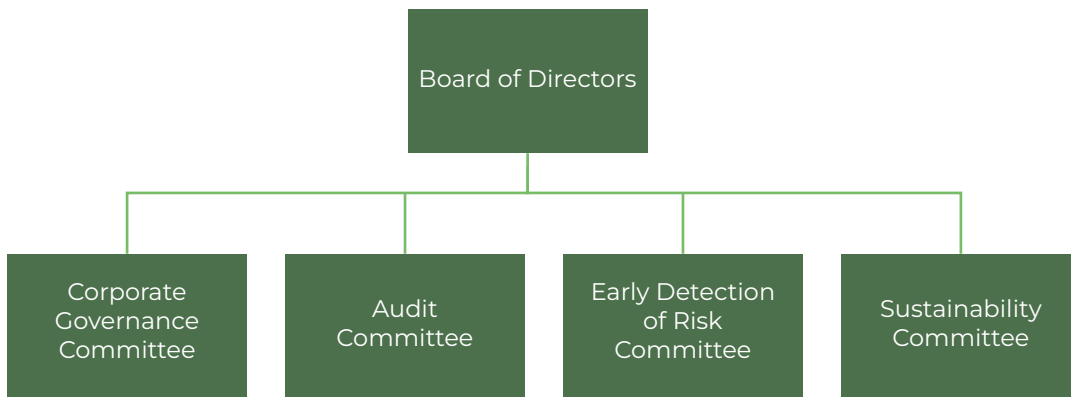 Board of Directors
Corporate
Governance
Committee
Audit
Committee
Early Detection
of Risk
Committee
Sustainability
Committee